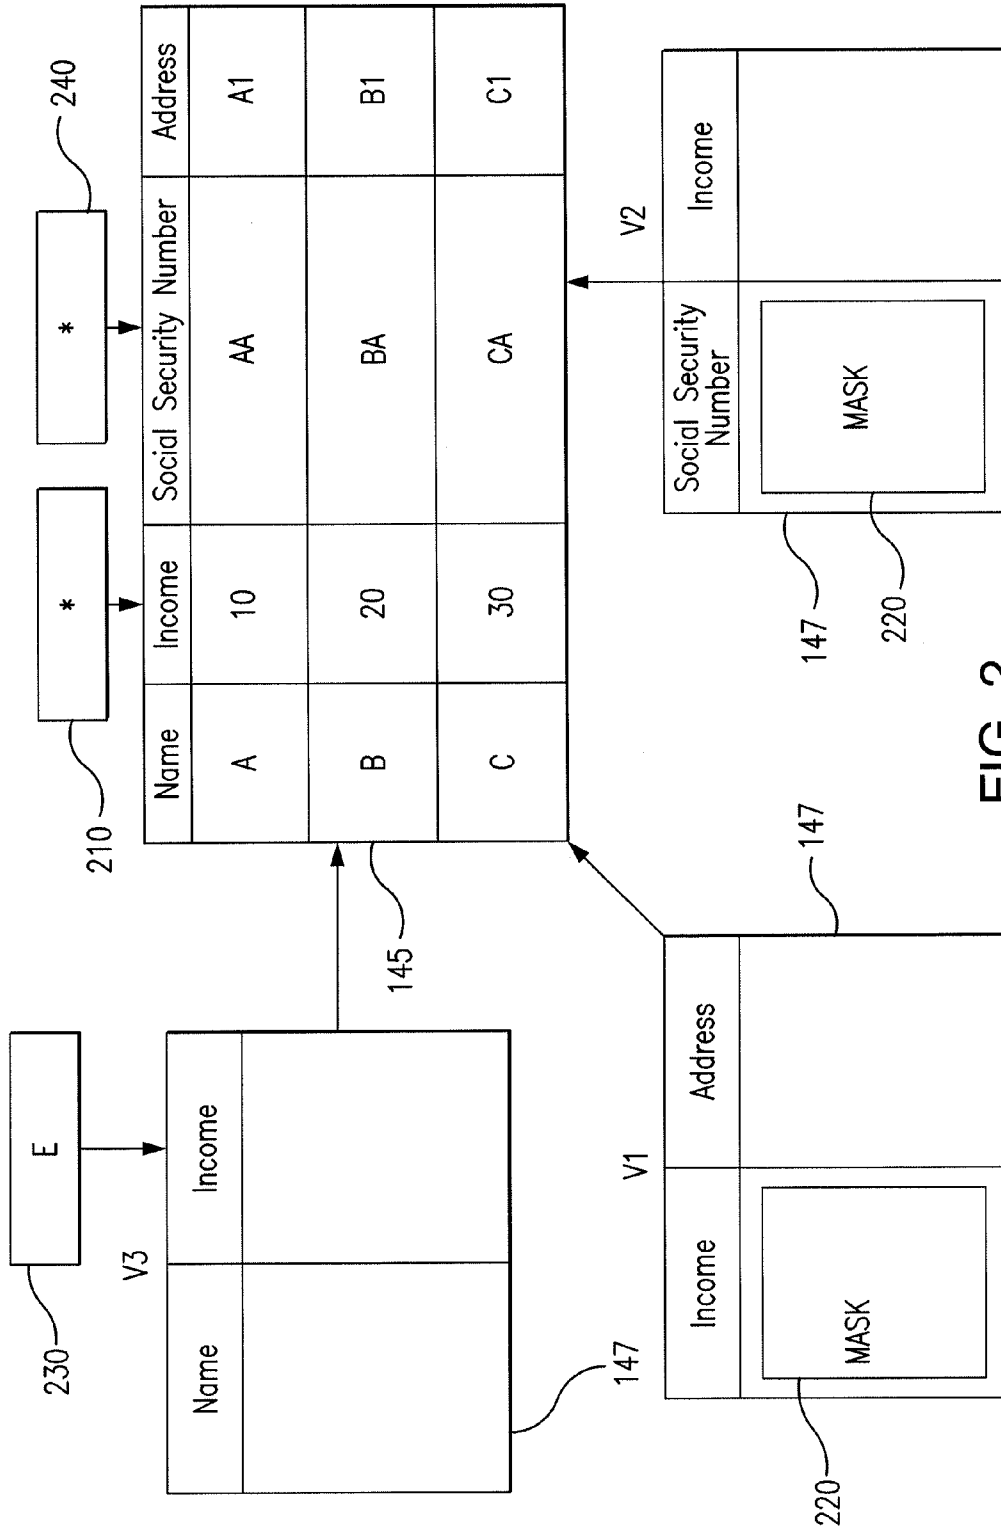 E
230
V3
Name Income
147
* *
210 240
Name Income Social Security Number Address
A 10 AA A1
B 20 BA B1
C 30 CA C1
145
V1
Income Address
MASK
220
147
V2
Social Security
Number
Income
MASK
147
220
FIG. 2